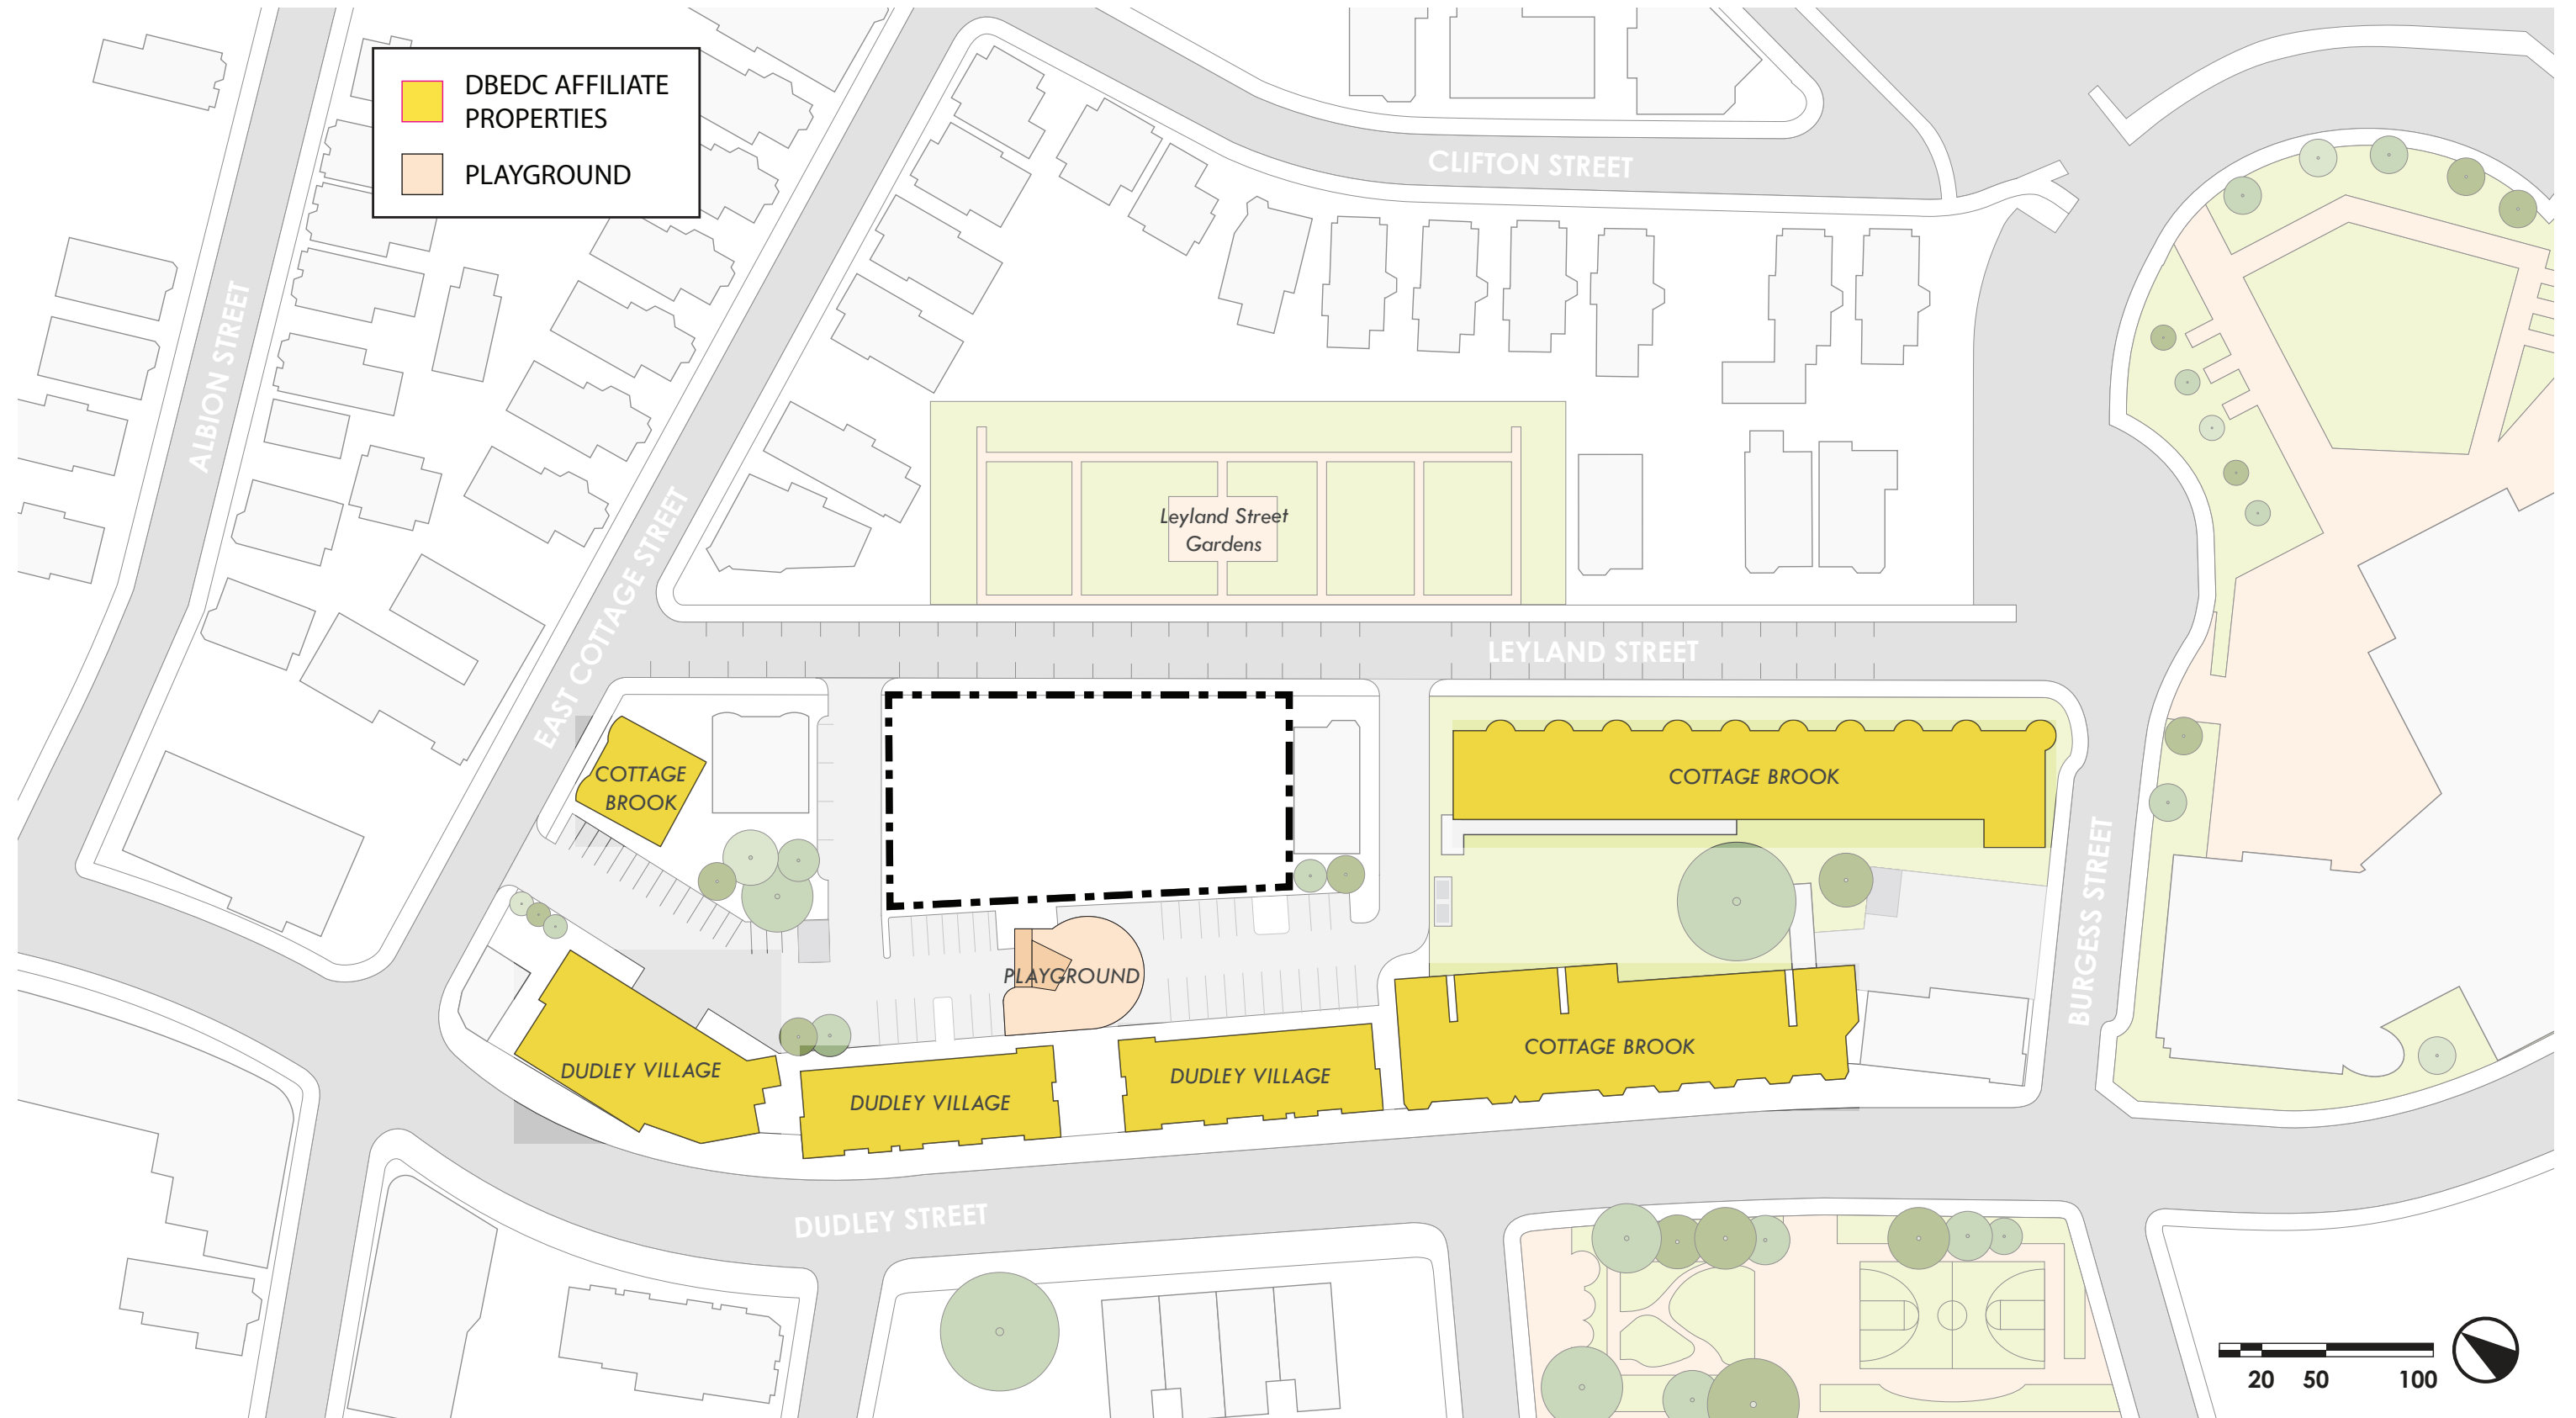 DBEDC AFFILIATE
PROPERTIES
PLAYGROUND
CLIFTON STREET
ALBION STREET
EAST COTTAGE STREET
Leyland Street
Gardens
LEYLAND STREET
COTTAGE
BROOK
COTTAGE BROOK
PLAYGROUND
BURGESS STREET
DUDLEY VILLAGE
DUDLEY VILLAGE
DUDLEY VILLAGE
COTTAGE BROOK
DUDLEY STREET
20 50 100